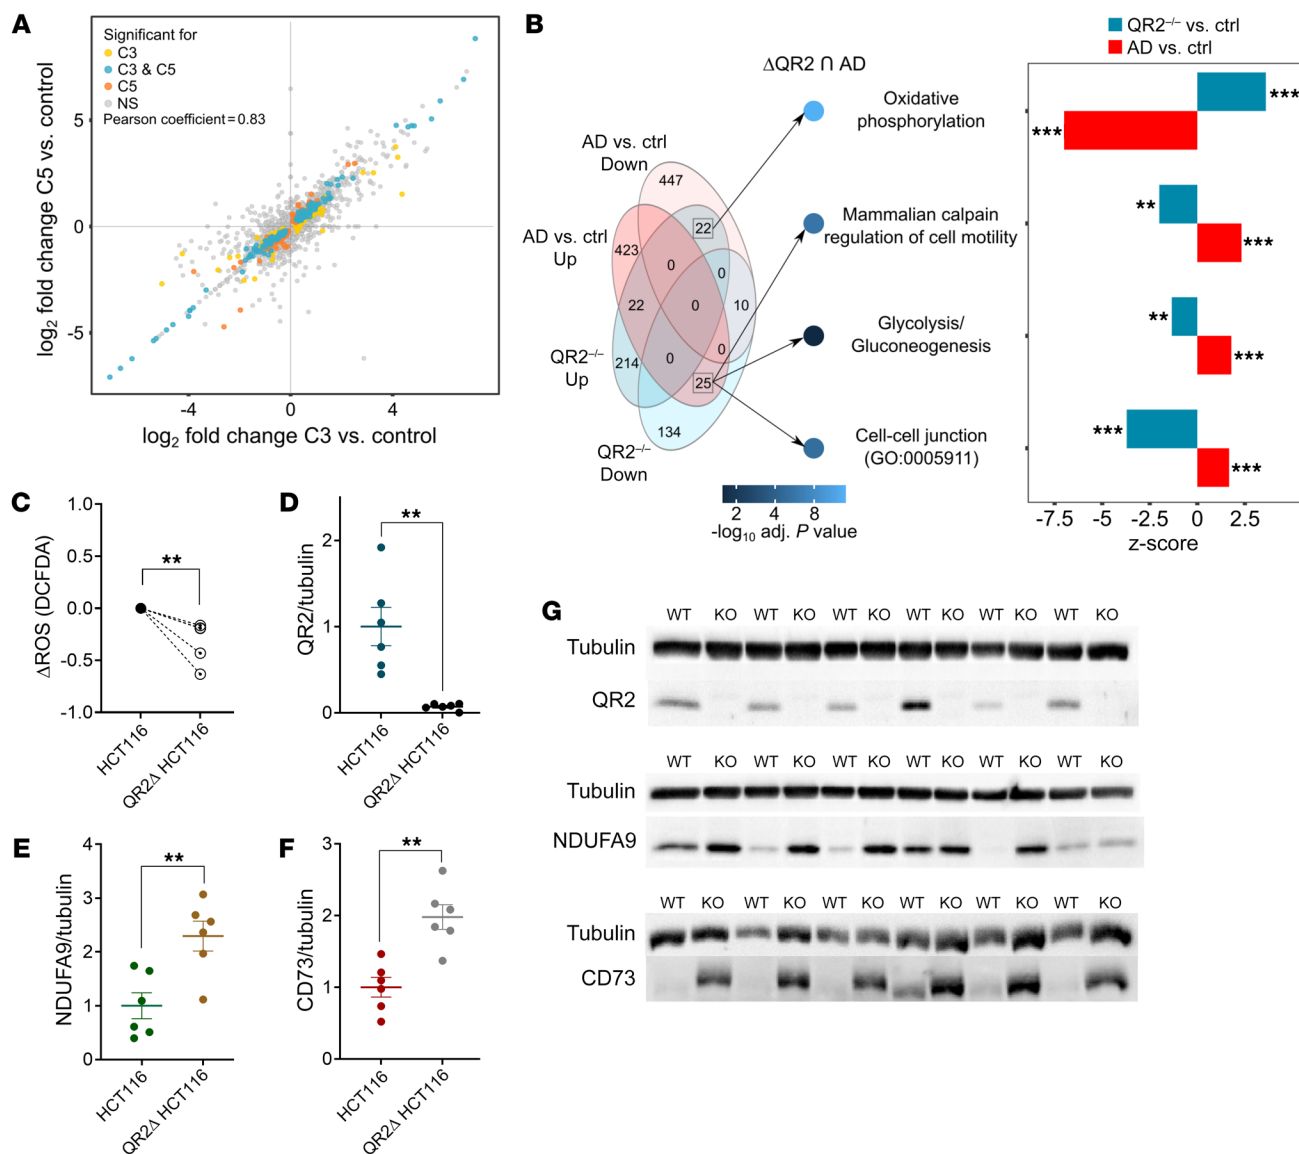 A
Significant for
C3
C3 & C5
C5
NS
Pearson coefficient = 0.83
log2 fold change C5 vs. control
5
0
-5
-4
0
4
log2 fold change C3 vs. control
B
QR2−/− vs. ctrl
AD vs. ctrl
ΔQR2 ∩ AD
AD vs. ctrl
Down
447
AD vs. ctrl
Up
423
22
0
0
22
0
10
QR2−/−
Up
214
0
0
25
134
QR2−/−
Down
Oxidative
phosphorylation
Mammalian calpain
regulation of cell motility
Glycolysis/
Gluconeogenesis
Cell-cell junction
(GO:0005911)
2 4 8
-log10 adj. P value
***
***
**
***
**
***
***
***
-7.5 -5 -2.5 0 2.5
z-score
C
ΔROS (DCFDA)
1.0
0.5
0.0
-0.5
-1.0
**
HCT116
QR2Δ HCT116
D
QR2/tubulin
2
1
0
**
HCT116
QR2Δ HCT116
E
NDUFA9/tubulin
4
3
2
1
0
**
HCT116
QR2Δ HCT116
F
CD73/tubulin
3
2
1
0
**
HCT116
QR2Δ HCT116
G
WT KO WT KO WT KO WT KO WT KO WT KO
Tubulin
QR2
WT KO WT KO WT KO WT KO WT KO WT KO
Tubulin
NDUFA9
WT KO WT KO WT KO WT KO WT KO WT KO
Tubulin
CD73